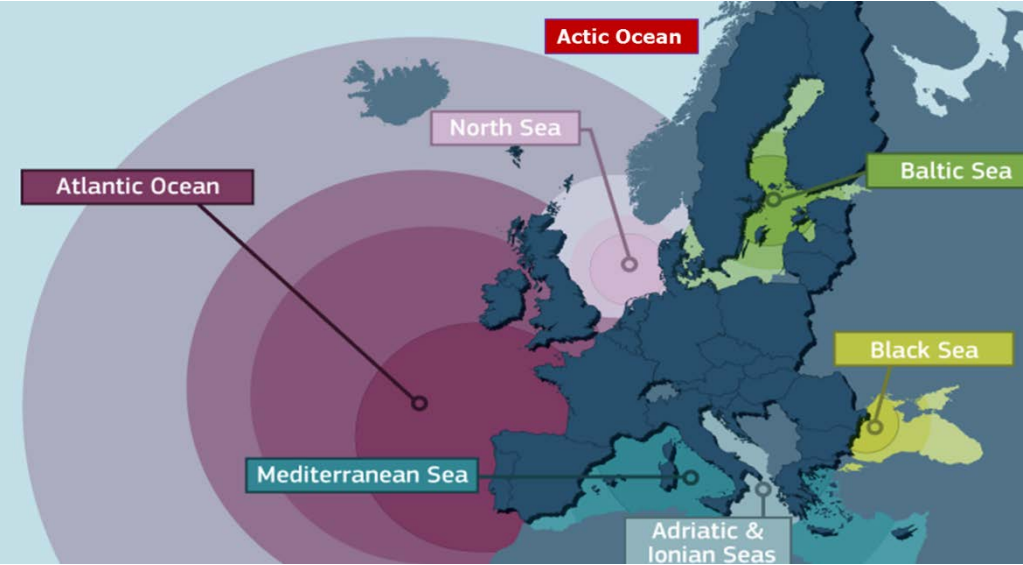 Actic Ocean
North Sea
Atlantic Ocean
Baltic Sea
Black Sea
Mediterranean Sea
Adriatic &
Ionian Seas